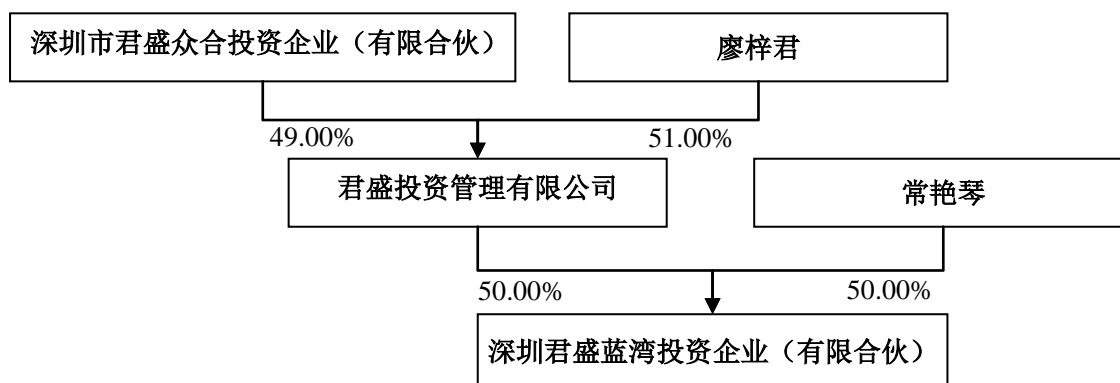 深圳市君盛众合投资企业（有限合伙）
廖梓君
49.00%
51.00%
君盛投资管理有限公司
常艳琴
50.00%
50.00%
深圳君盛蓝湾投资企业（有限合伙）